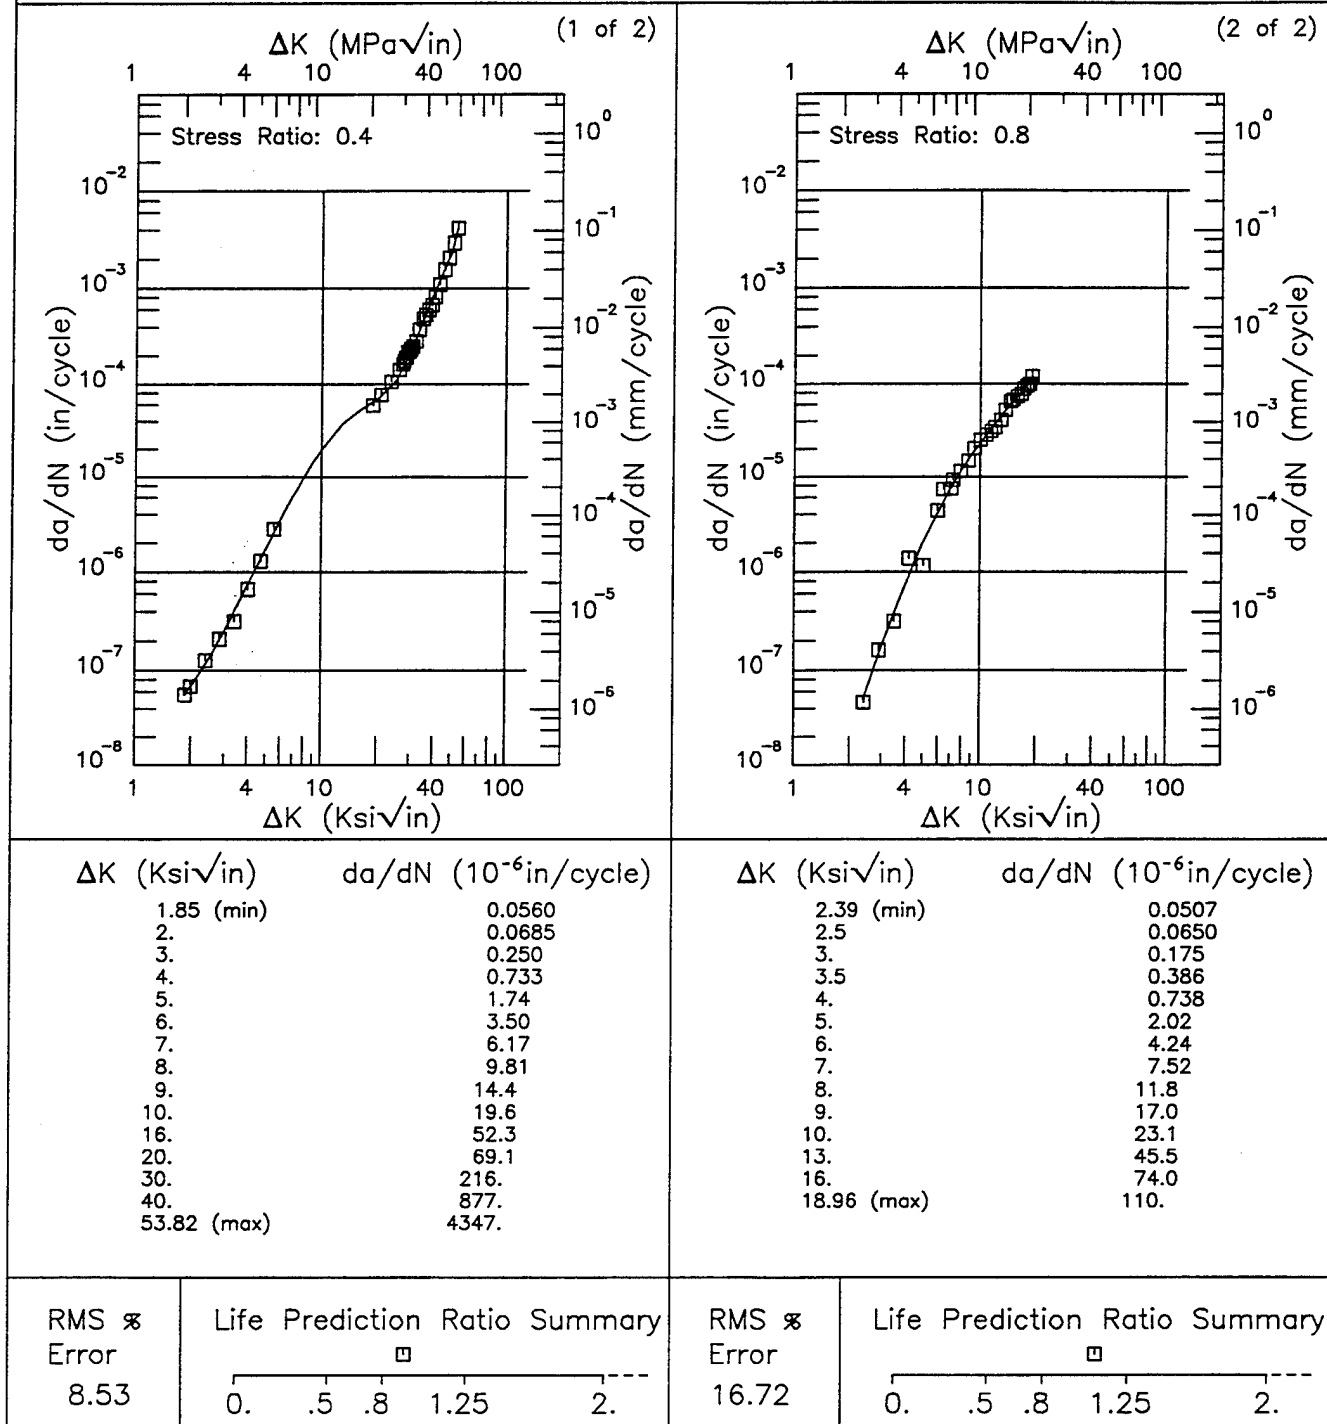 (1 of 2)
ΔK (MPa√in)
1 4 10 40 100
Stress Ratio: 0.4
10⁰
10⁻²
10⁻¹
10⁻³
10⁻²
10⁻⁴
10⁻³
10⁻⁵
10⁻⁴
10⁻⁶
10⁻⁵
10⁻⁷
10⁻⁶
10⁻⁸
da/dN (in/cycle)
da/dN (mm/cycle)
1 4 10 40 100
ΔK (Ksi√in)
ΔK (Ksi√in) da/dN (10⁻⁶in/cycle)
1.85 (min) 0.0560
2. 0.0685
3. 0.250
4. 0.733
5. 1.74
6. 3.50
7. 6.17
8. 9.81
9. 14.4
10. 19.6
16. 52.3
20. 69.1
30. 216.
40. 877.
53.82 (max) 4347.
RMS % Error
8.53
Life Prediction Ratio Summary
0. .5 .8 1.25 2.
(2 of 2)
ΔK (MPa√in)
1 4 10 40 100
Stress Ratio: 0.8
10⁰
10⁻²
10⁻¹
10⁻³
10⁻²
10⁻⁴
10⁻³
10⁻⁵
10⁻⁴
10⁻⁶
10⁻⁵
10⁻⁷
10⁻⁶
10⁻⁸
da/dN (in/cycle)
da/dN (mm/cycle)
1 4 10 40 100
ΔK (Ksi√in)
ΔK (Ksi√in) da/dN (10⁻⁶in/cycle)
2.39 (min) 0.0507
2.5 0.0650
3. 0.175
3.5 0.386
4. 0.738
5. 2.02
6. 4.24
7. 7.52
8. 11.8
9. 17.0
10. 23.1
13. 45.5
16. 74.0
18.96 (max) 110.
RMS % Error
16.72
Life Prediction Ratio Summary
0. .5 .8 1.25 2.